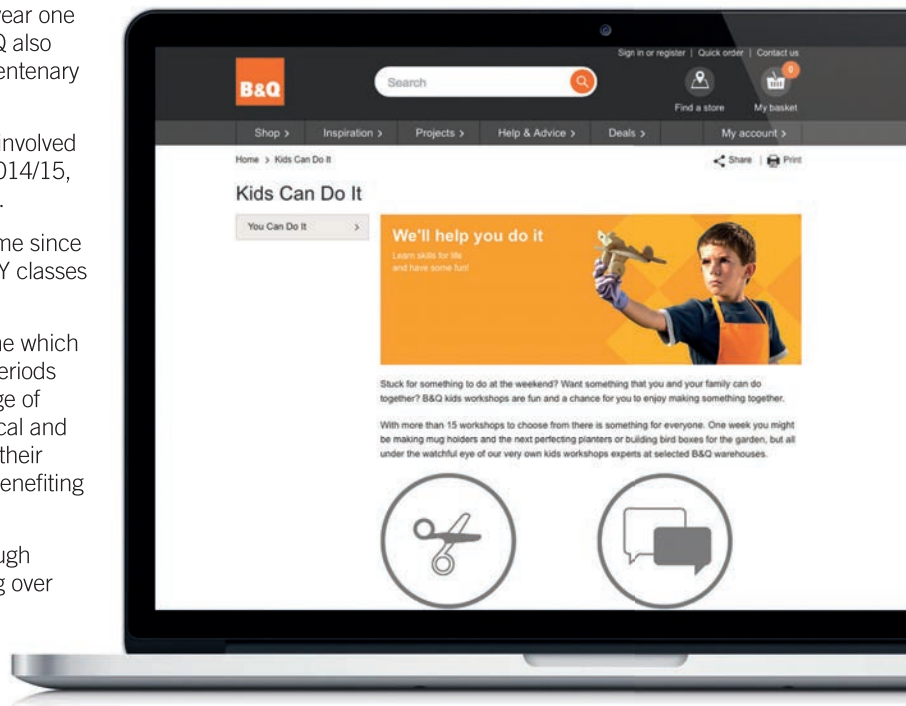 year one
Q also
entenary
involved
014/15,
me since
Y classes
ne which
eriods
ge of
cal and
their
enefiting
ugh
g over
Sign in or register | Quick order | Contact us
B&Q
Search
0
Find a store
My basket
Shop >
Inspiration >
Projects >
Help & Advice >
Deals >
My account >
Home > Kids Can Do It
Share | Print
Kids Can Do It
You Can Do It >
We'll help you do it
Learn skills for life
and have some fun!
Stuck for something to do at the weekend? Want something that you and your family can do
together? B&Q kids workshops are fun and a chance for you to enjoy making something together.
With more than 15 workshops to choose from there is something for everyone. One week you might
be making mug holders and the next perfecting planters or building bird boxes for the garden, but all
under the watchful eye of our very own kids workshops experts at selected B&Q warehouses.